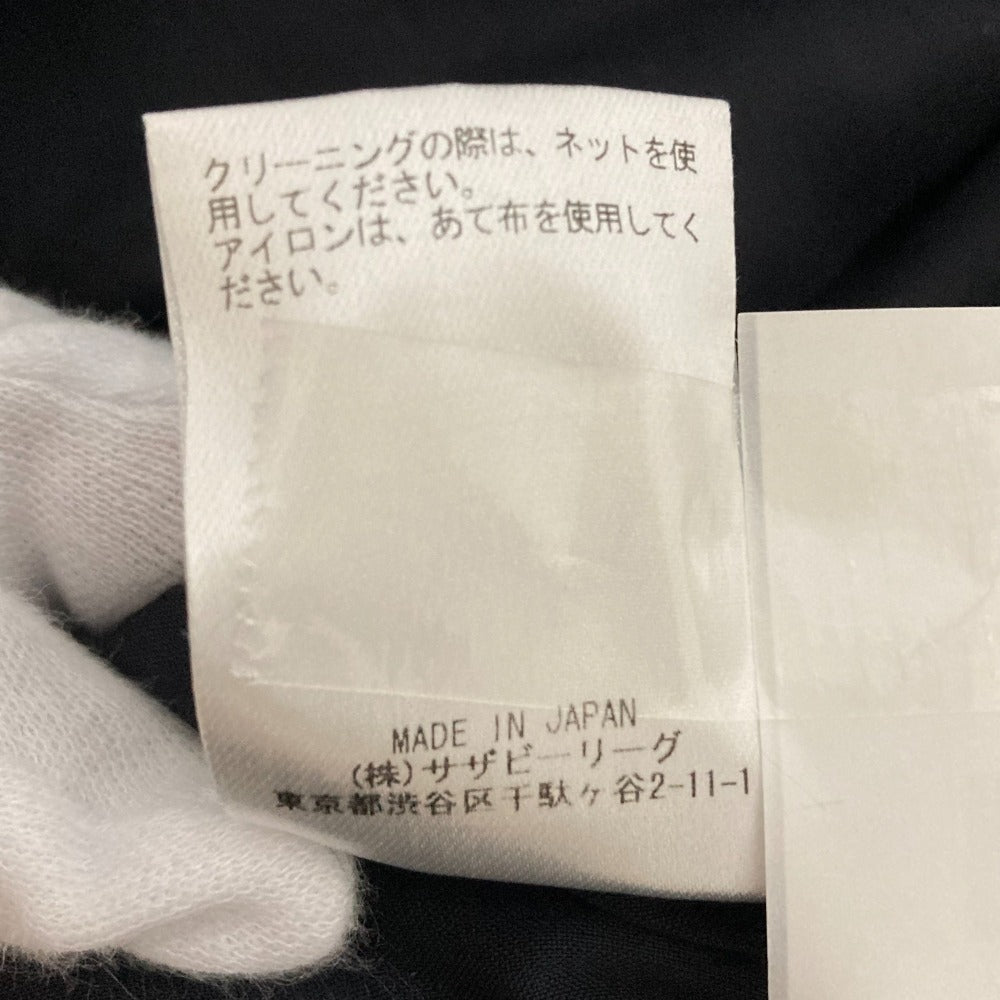 クリーニングの際は、ネットを使
用してください。
アイロンは、あて布を使用してく
ださい。
MADE IN JAPAN
(株)サザビーリーグ
東京都渋谷区千駄ヶ谷2-11-1